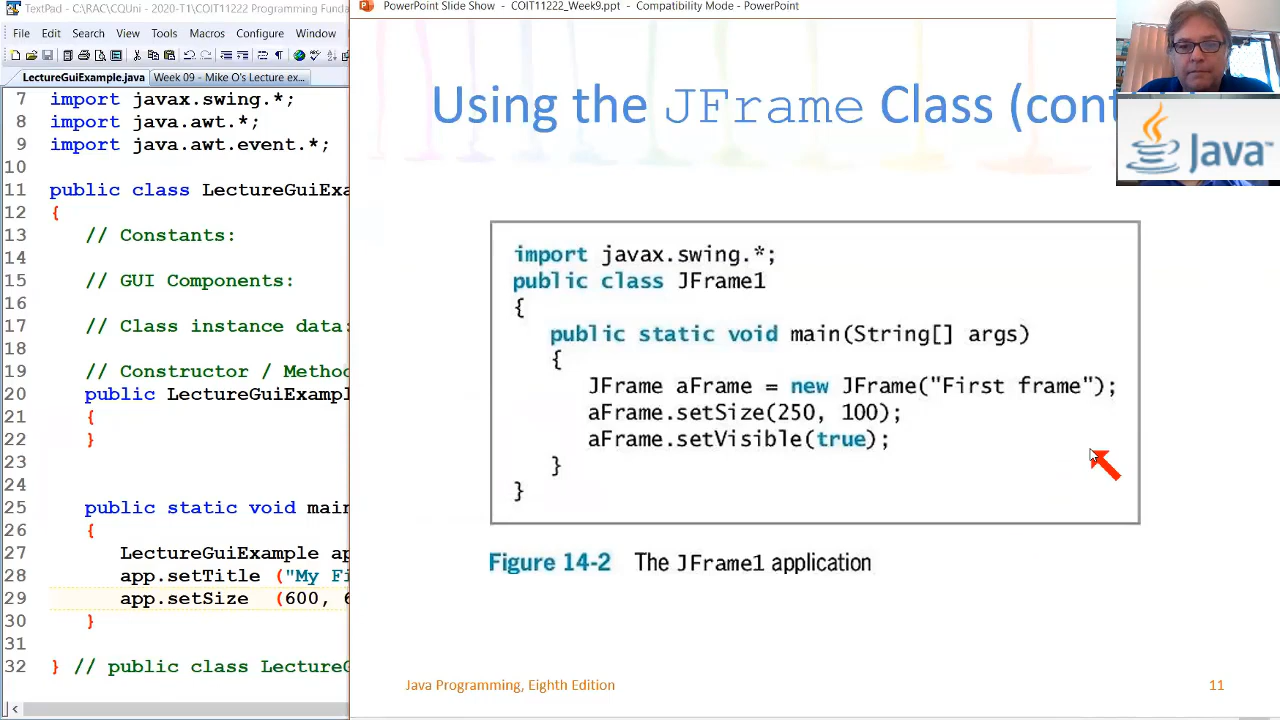 TextPad - C:\RAC\CQUni - 2020-T1\COIT11222 Programming Funda
File Edit Search View Tools Macros Configure Window
LectureGuiExample.java Week 09 - Mike O's Lecture ex...
7 import javax.swing.*;
8 import java.awt.*;
9 import java.awt.event.*;
10
11 public class LectureGuiExa
12 {
13 // Constants:
14
15 // GUI Components:
16
17 // Class instance data:
18
19 // Constructor / Metho
20 public LectureGuiExampl
21 {
22 }
23
24
25 public static void main
26 {
27 LectureGuiExample ap
28 app.setTitle ("My Fi
29 app.setSize (600, 6
30 }
31
32 } // public class LectureG
PowerPoint Slide Show - COIT11222_Week9.ppt - Compatibility Mode - PowerPoint
Using the JFrame Class (cont
Java
import javax.swing.*;
public class JFrame1
{
public static void main(String[] args)
{
JFrame aFrame = new JFrame("First frame");
aFrame.setSize(250, 100);
aFrame.setVisible(true);
}
}
Figure 14-2 The JFrame1 application
Java Programming, Eighth Edition
11